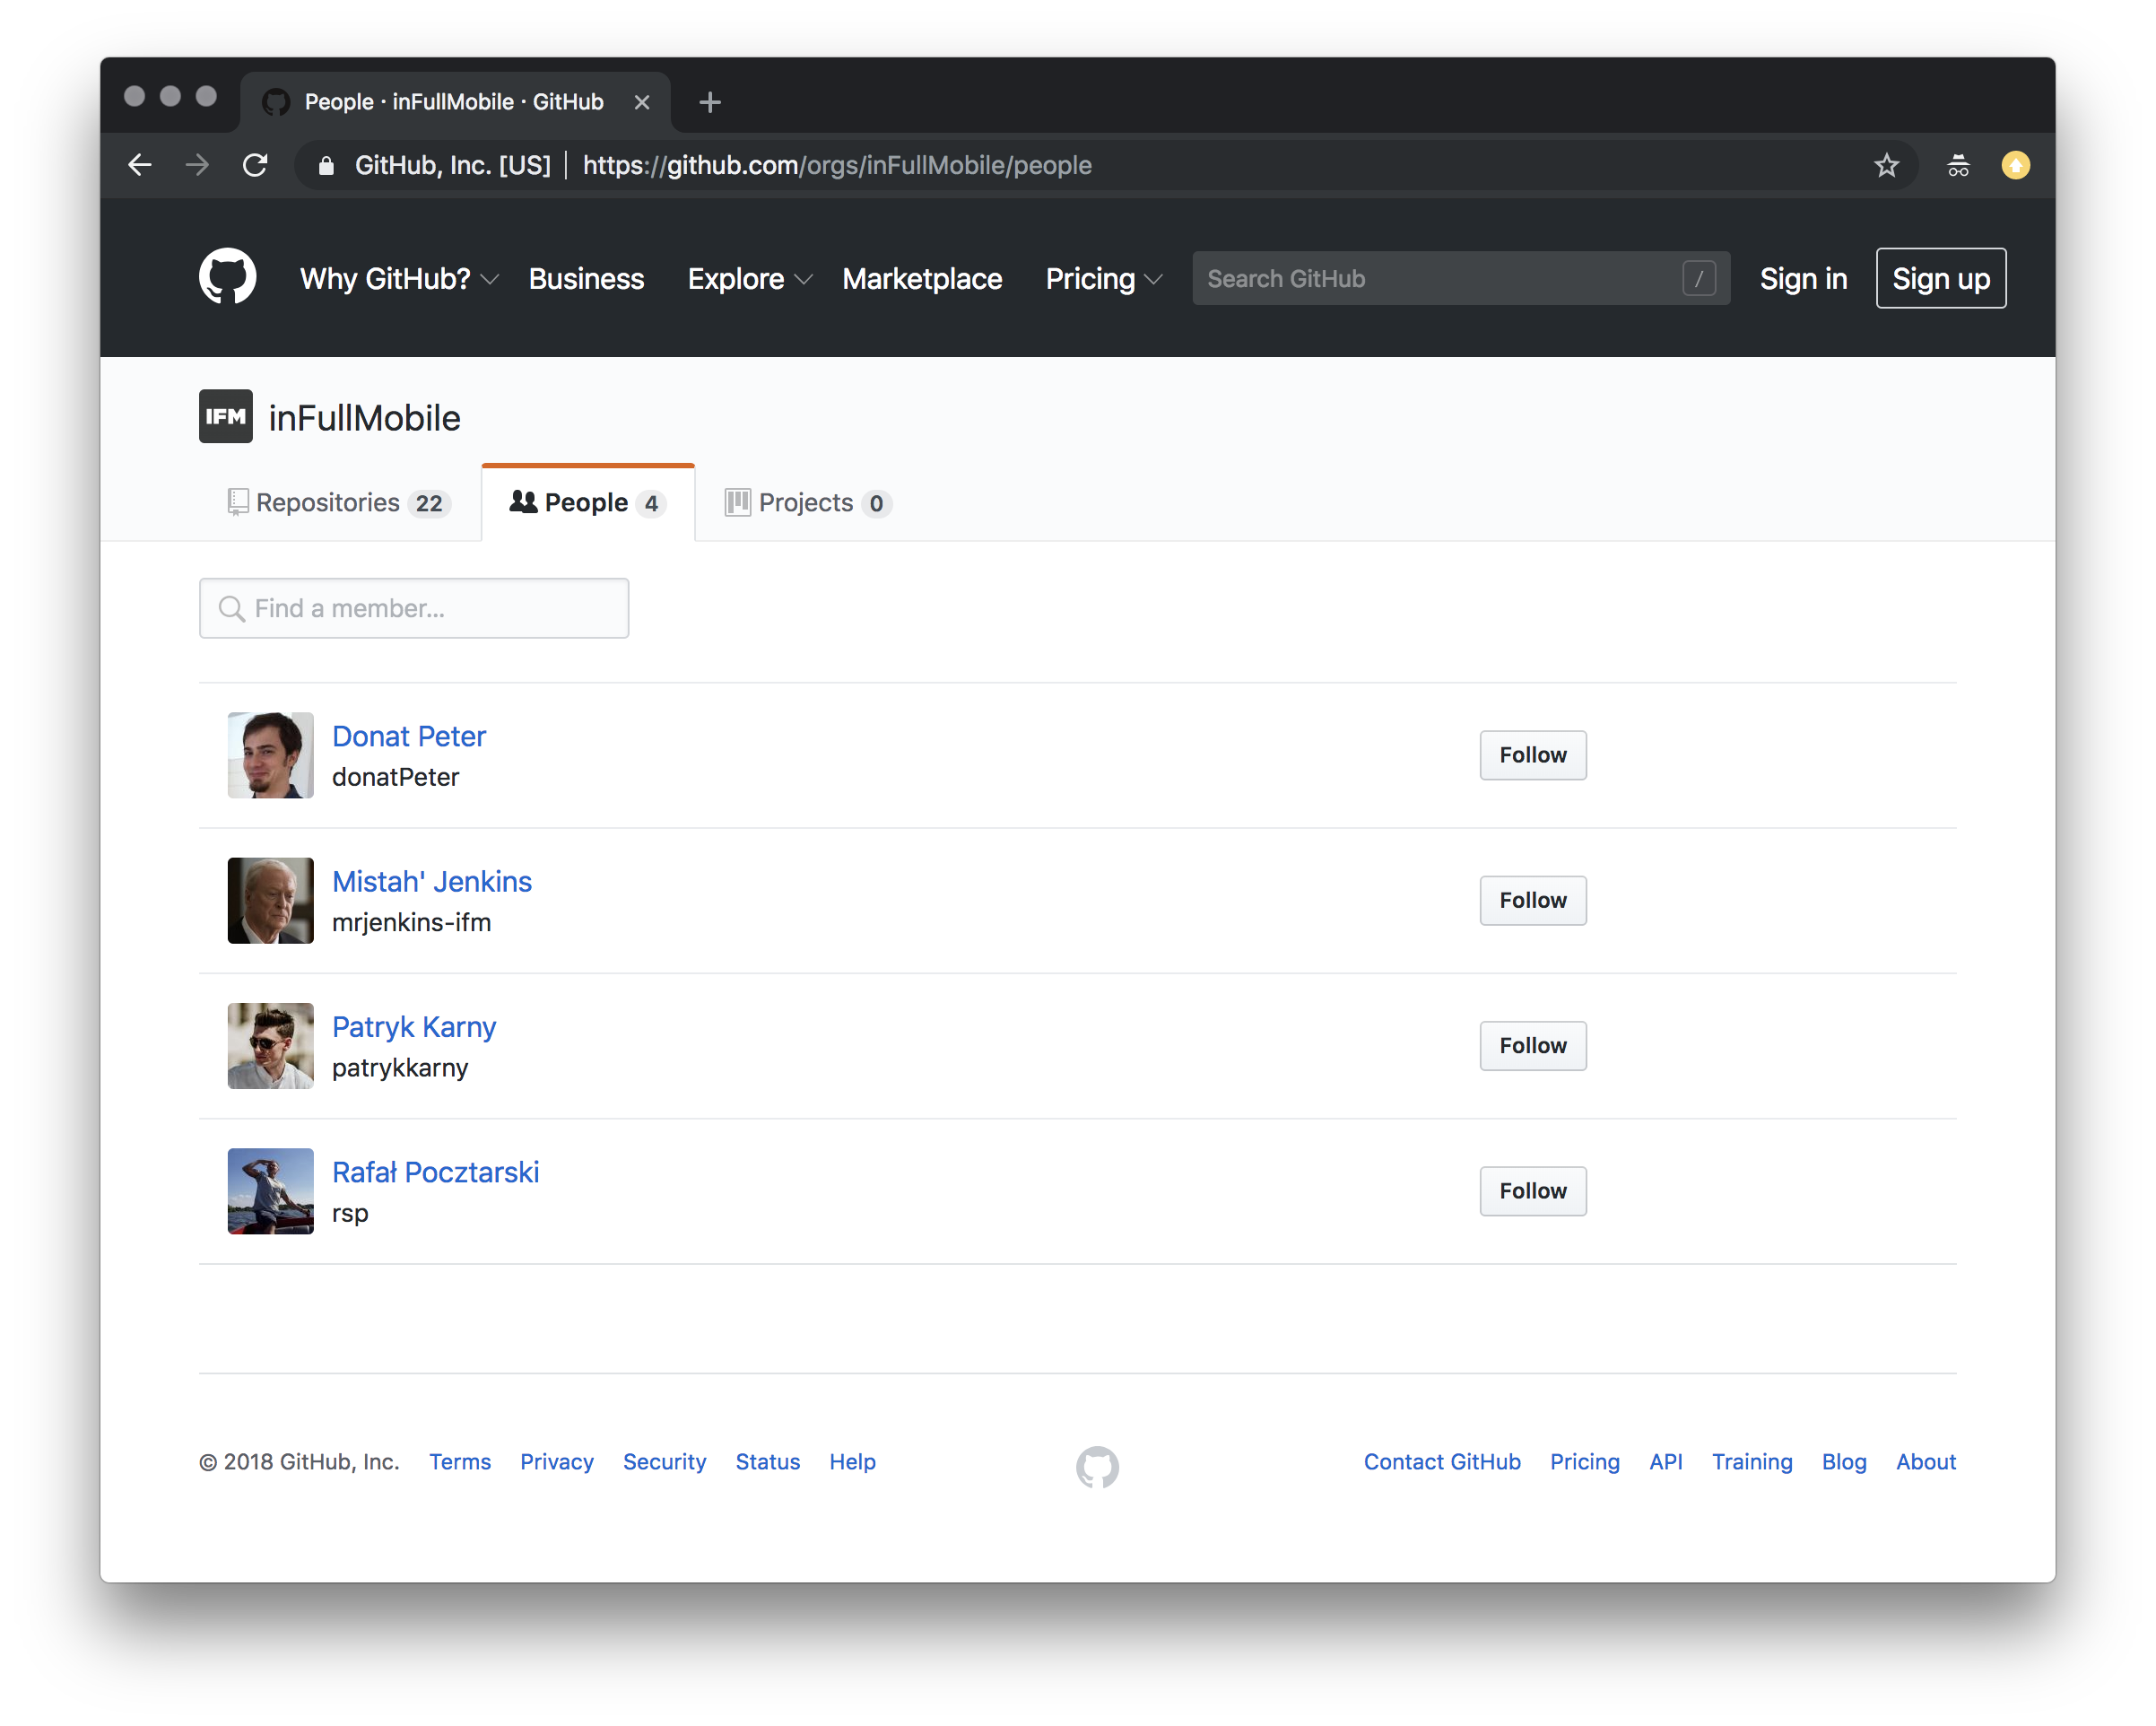 People · inFullMobile · GitHub
GitHub, Inc. [US] | https://github.com/orgs/inFullMobile/people
Why GitHub? Business Explore Marketplace Pricing Search GitHub / Sign in Sign up
IFM inFullMobile
Repositories 22 People 4 Projects 0
Find a member...
Donat Peter
donatPeter
Follow
Mistah' Jenkins
mrjenkins-ifm
Follow
Patryk Karny
patrykkarny
Follow
Rafał Pocztarski
rsp
Follow
© 2018 GitHub, Inc. Terms Privacy Security Status Help Contact GitHub Pricing API Training Blog About